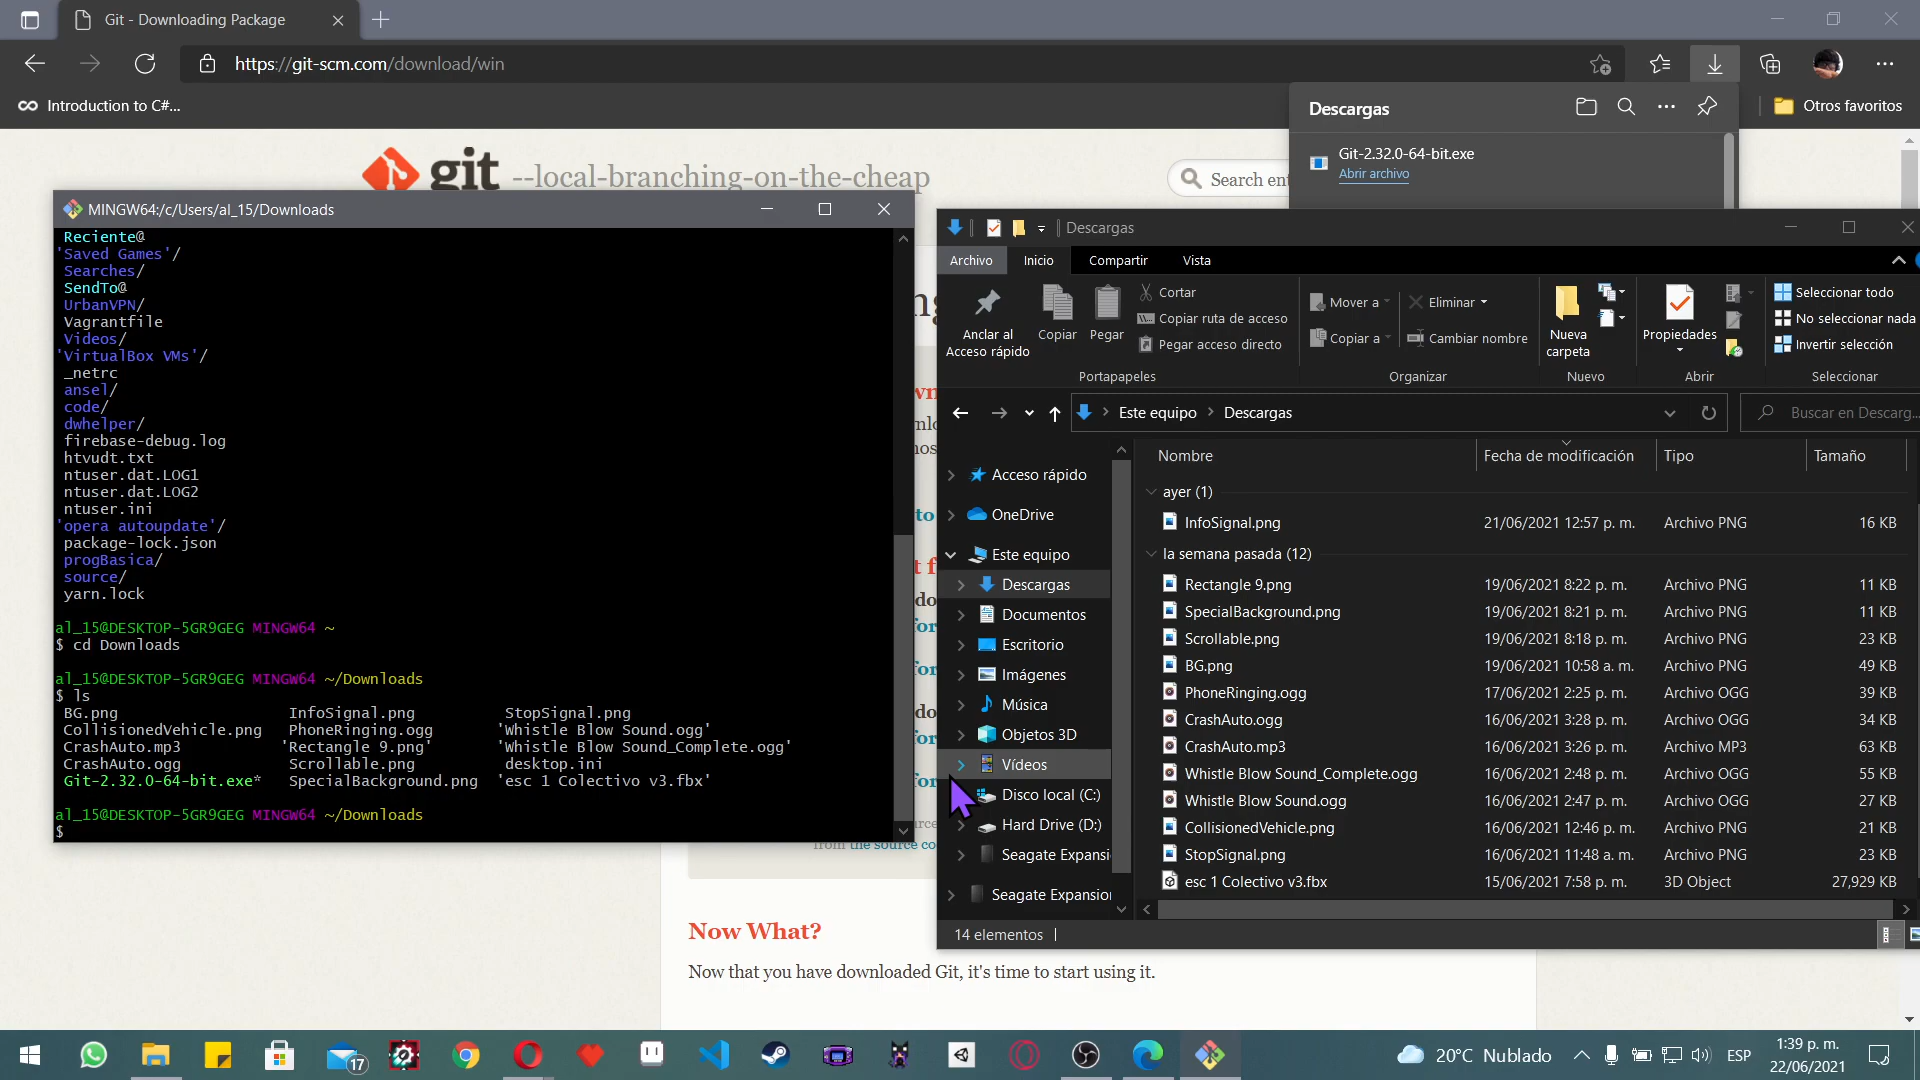 Git - Downloading Package
https://git-scm.com/download/win
Introduction to C#...
Otros favoritos
Descargas
Git-2.32.0-64-bit.exe
Abrir archivo
git --local-branching-on-the-cheap
MINGW64:/c/Users/al_15/Downloads
Reciente@
'Saved Games'/
Searches/
SendTo@
UrbanVPN/
Vagrantfile
Videos/
'VirtualBox VMs'/
_netrc
ansel/
code/
dwhelper/
firebase-debug.log
htvudt.txt
ntuser.dat.LOG1
ntuser.dat.LOG2
ntuser.ini
'opera autoupdate'/
package-lock.json
progBasica/
source/
yarn.lock
al_15@DESKTOP-5GR9GEG MINGW64 ~
$ cd Downloads
al_15@DESKTOP-5GR9GEG MINGW64 ~/Downloads
$ ls
BG.png InfoSignal.png StopSignal.png
CollisionedVehicle.png PhoneRinging.ogg 'Whistle Blow Sound.ogg'
CrashAuto.mp3 'Rectangle 9.png' 'Whistle Blow Sound_Complete.ogg'
CrashAuto.ogg Scrollable.png desktop.ini
Git-2.32.0-64-bit.exe* SpecialBackground.png 'esc 1 Colectivo v3.fbx'
al_15@DESKTOP-5GR9GEG MINGW64 ~/Downloads
$
Search
Descargas
Archivo Inicio Compartir Vista
Anclar al
Acceso rápido
Copiar
Pegar
Cortar
Copiar ruta de acceso
Pegar acceso directo
Portapapeles
Mover a
Copiar a
Eliminar
Cambiar nombre
Organizar
Nueva
carpeta
Nuevo
Propiedades
Abrir
Seleccionar todo
No seleccionar nada
Invertir selección
Seleccionar
Este equipo Descargas
Buscar en Descarg...
Acceso rápido
OneDrive
Este equipo
Descargas
Documentos
Escritorio
Imágenes
Música
Objetos 3D
Vídeos
Disco local (C:)
Hard Drive (D:)
Seagate Expansi
Seagate Expansion
Nombre Fecha de modificación Tipo Tamaño
ayer (1)
InfoSignal.png 21/06/2021 12:57 p. m. Archivo PNG 16 KB
la semana pasada (12)
Rectangle 9.png 19/06/2021 8:22 p. m. Archivo PNG 11 KB
SpecialBackground.png 19/06/2021 8:21 p. m. Archivo PNG 11 KB
Scrollable.png 19/06/2021 8:18 p. m. Archivo PNG 23 KB
BG.png 19/06/2021 10:58 a. m. Archivo PNG 49 KB
PhoneRinging.ogg 17/06/2021 2:25 p. m. Archivo OGG 39 KB
CrashAuto.ogg 16/06/2021 3:28 p. m. Archivo OGG 34 KB
CrashAuto.mp3 16/06/2021 3:26 p. m. Archivo MP3 63 KB
Whistle Blow Sound_Complete.ogg 16/06/2021 2:48 p. m. Archivo OGG 55 KB
Whistle Blow Sound.ogg 16/06/2021 2:47 p. m. Archivo OGG 27 KB
CollisionedVehicle.png 16/06/2021 12:46 p. m. Archivo PNG 21 KB
StopSignal.png 16/06/2021 11:48 a. m. Archivo PNG 23 KB
esc 1 Colectivo v3.fbx 15/06/2021 7:58 p. m. 3D Object 27,929 KB
14 elementos
from the source co
Now What?
Now that you have downloaded Git, it's time to start using it.
17
20°C Nublado
ESP
1:39 p. m.
22/06/2021